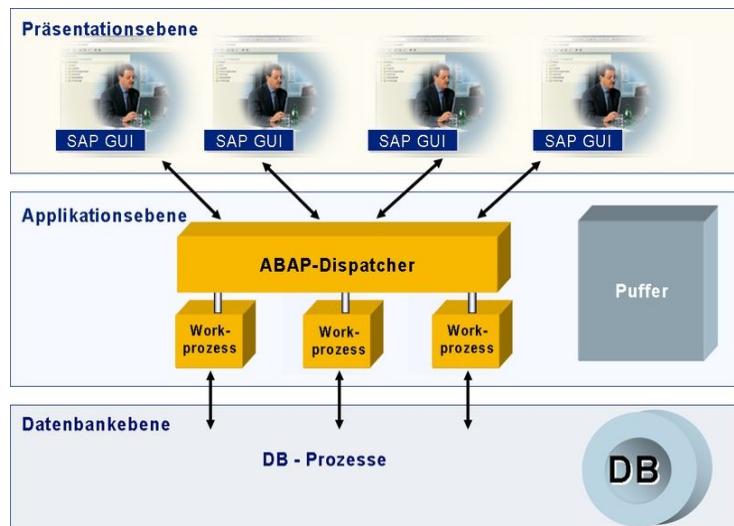 Präsentationsebene
SAP GUI
SAP GUI
SAP GUI
SAP GUI
Applikationsebene
ABAP-Dispatcher
Puffer
Work-
prozess
Work-
prozess
Work-
prozess
Datenbankebene
DB - Prozesse
DB